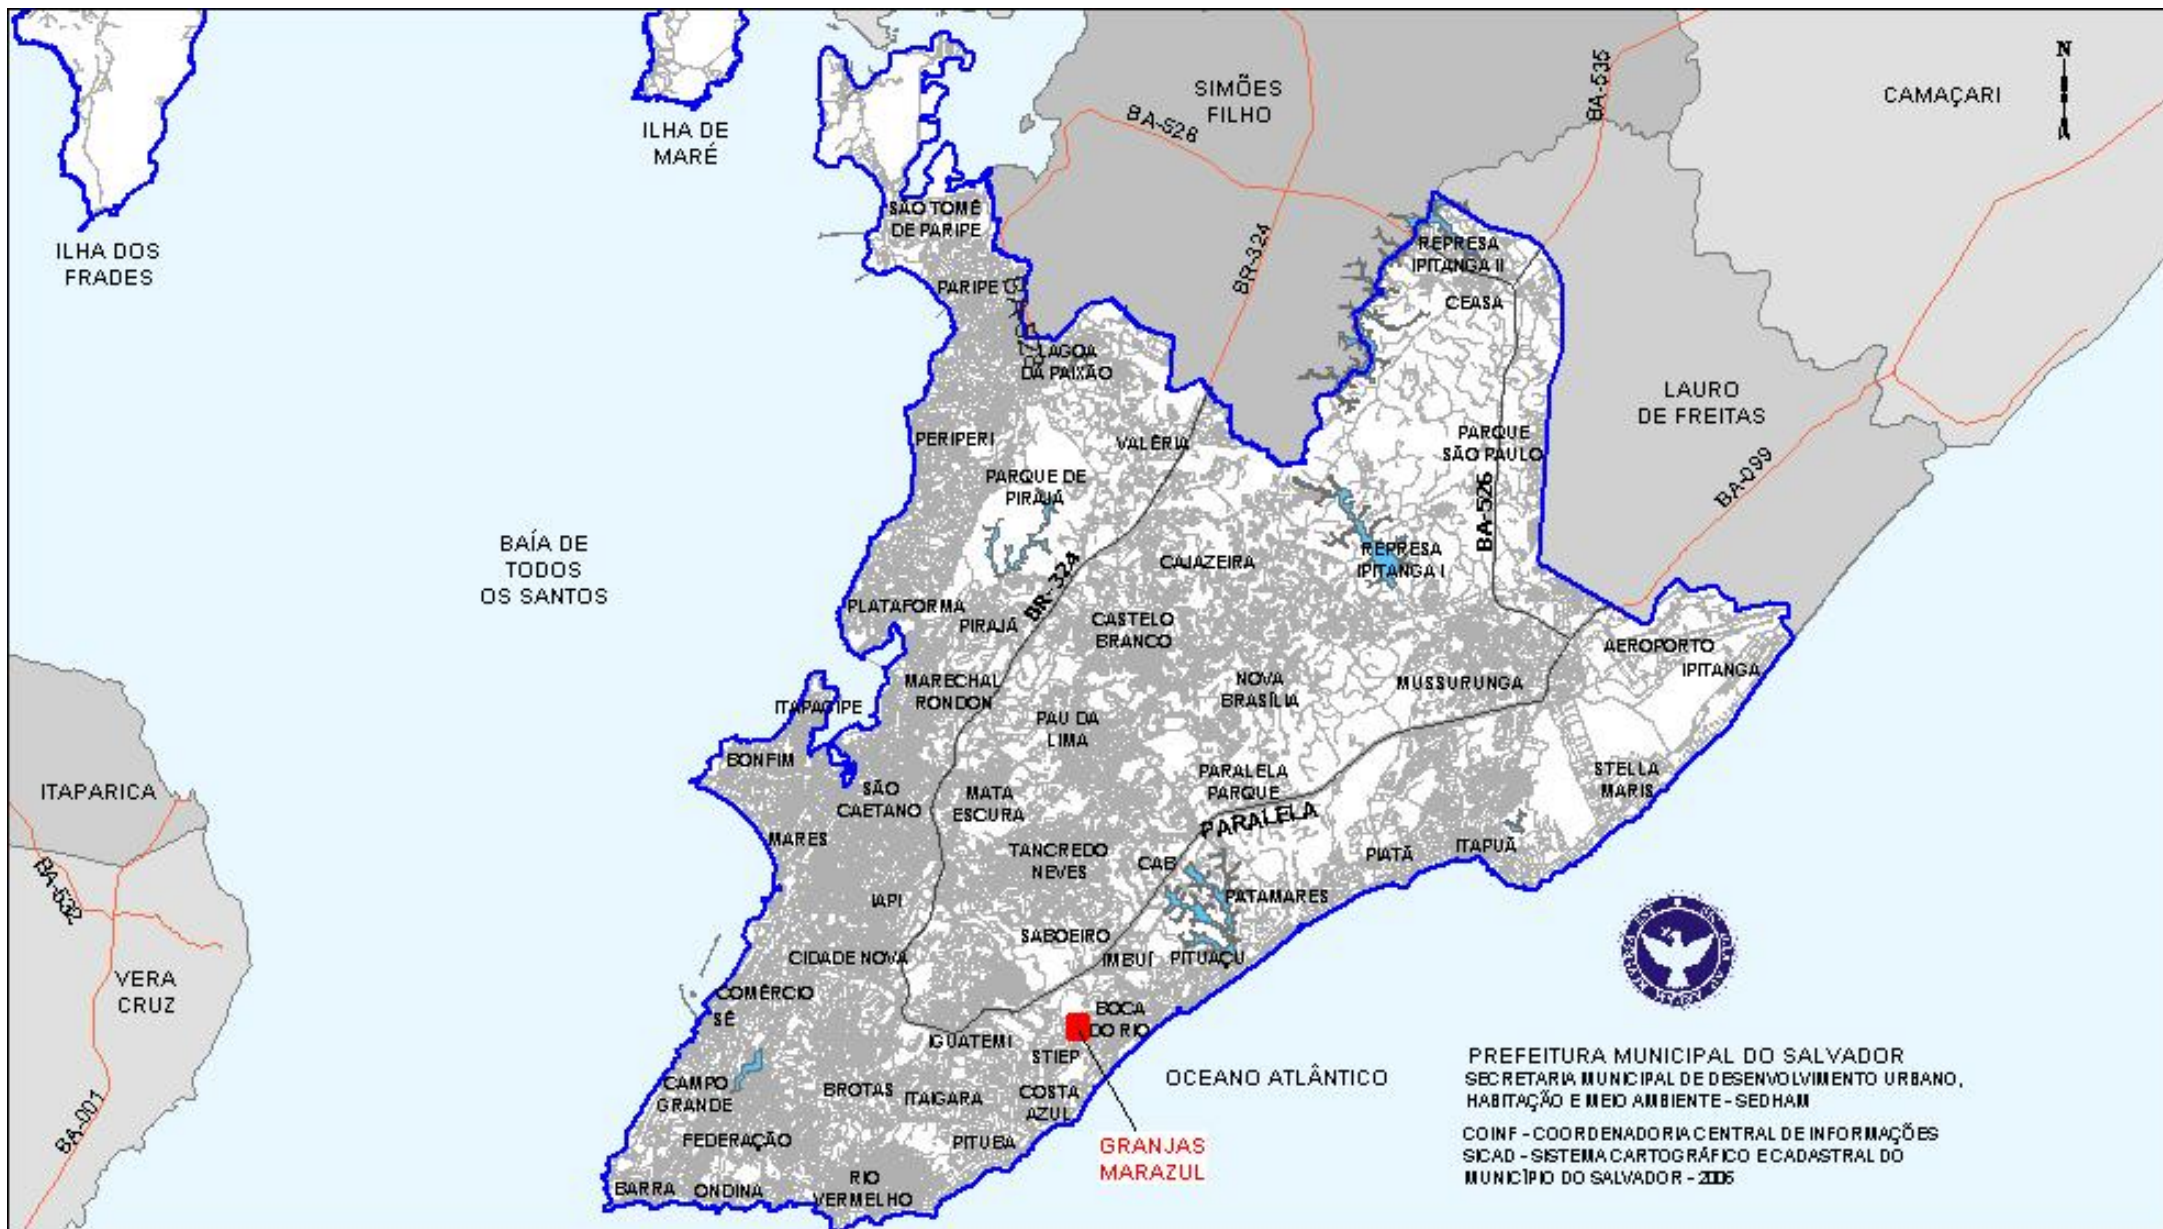 N
CAMAÇARI
SIMÕES
FILHO
BA-535
BA-528
ILHA DE
MARÉ
ILHA DOS
FRADES
SÃO TOMÉ
DE PARIPE
BR-324
REPRESA
IPITANGA II
PARIPE
CEASA
LAGOA
DA PAIXÃO
LAURO
DE FREITAS
PERIPERI
VALÉRIA
PARQUE
SÃO PAULO
PARQUE DE
PIRAJÁ
BA-099
BA-526
BAÍA DE
TODOS
OS SANTOS
CAJAZEIRA
REPRESA
IPITANGA I
BR-324
PLATAFORMA
PIRAJÁ
CASTELO
BRANCO
AEROPORTO
IPITANGA
MARECHAL
RONDON
NOVA
BRASÍLIA
MUSSURUNGA
ITAPAGIPE
PAU DA
LIMA
BONFIM
ITAPARICA
SÃO
CAETANO
MATA
ESCURA
PARALELA
PARQUE
STELLA
MARIS
PARALELA
MARES
TANCREDO
NEVES
CAB
PIATÃ
ITAPUÃ
BA-532
IAPI
PATAMARES
SABOEIRO
CIDADE NOVA
IMBUÍ
PITUAÇU
VERA
CRUZ
COMÉRCIO
SÉ
BOCA
DO RIO
IGUATEMI
STIEP
OCEANO ATLÂNTICO
CAMPO
GRANDE
BROTAS
ITAIGARA
COSTA
AZUL
BA-001
FEDERAÇÃO
PITUBA
GRANJAS
MARAZUL
BARRA
ONDINA
RIO
VERMELHO
PREFEITURA MUNICIPAL DO SALVADOR
SECRETARIA MUNICIPAL DE DESENVOLVIMENTO URBANO,
HABITAÇÃO E MEIO AMBIENTE - SEDHAM
COINF - COORDENADORIA CENTRAL DE INFORMAÇÕES
SICAD - SISTEMA CARTOGRÁFICO E CADASTRAL DO
MUNICÍPIO DO SALVADOR - 2006